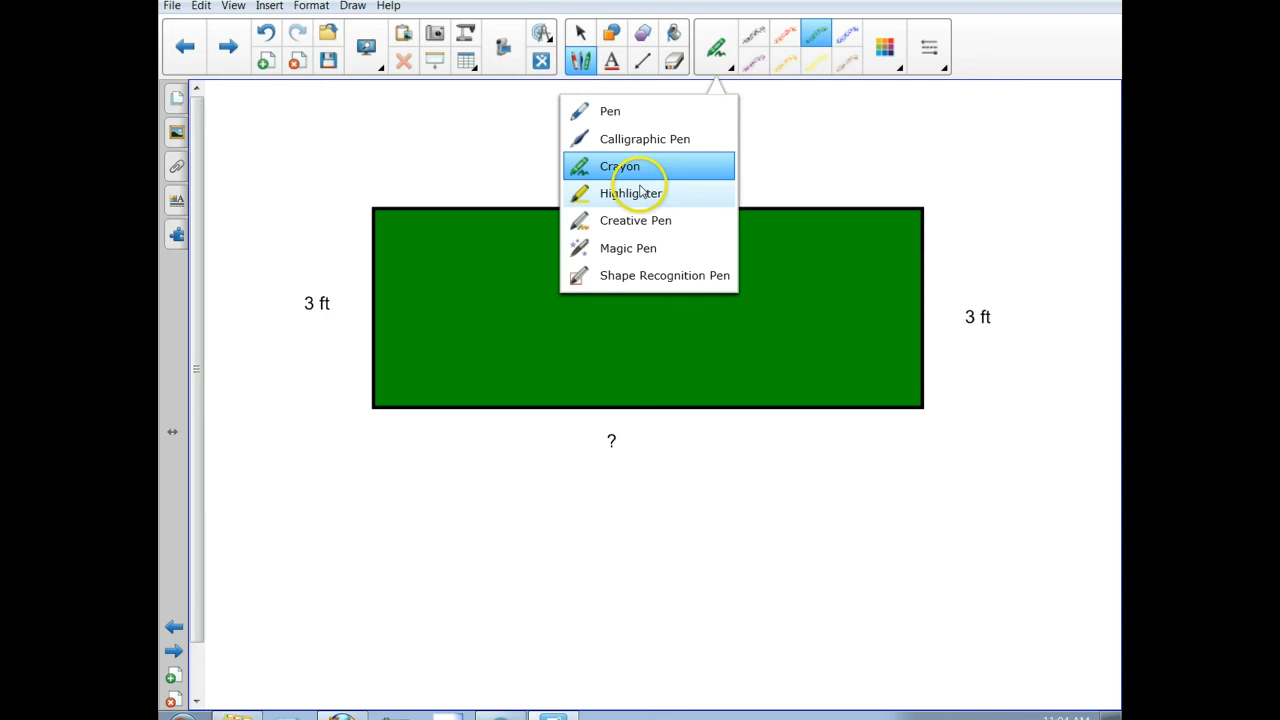 File Edit View Insert Format Draw Help
Pen
Calligraphic Pen
Crayon
Highlighter
Creative Pen
Magic Pen
Shape Recognition Pen
3 ft
3 ft
?